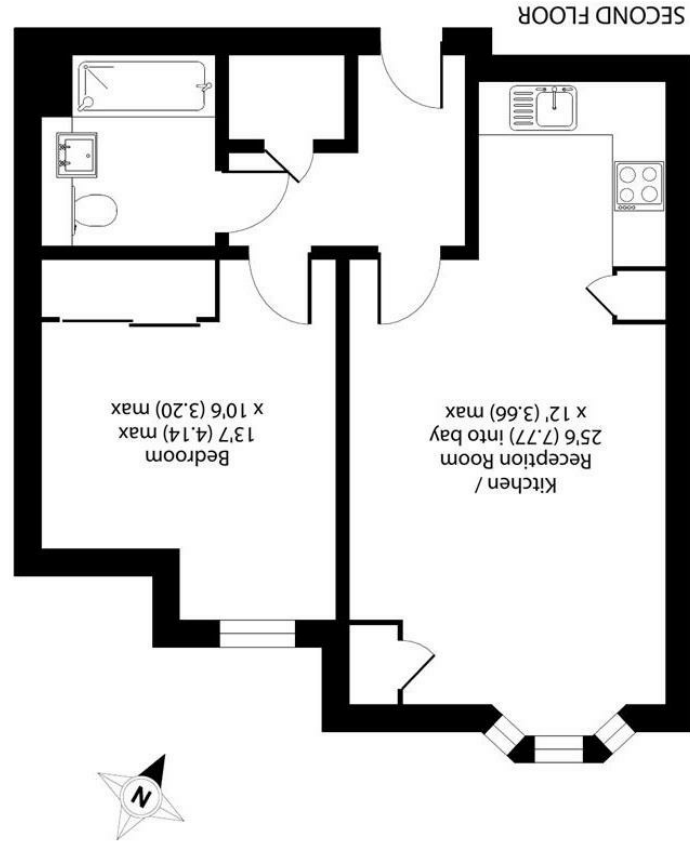 N
Kitchen /
Reception Room
25'6 (7.77) into bay
x 12' (3.66) max
Bedroom
13'7 (4.14) max
x 10'6 (3.20) max
SECOND FLOOR